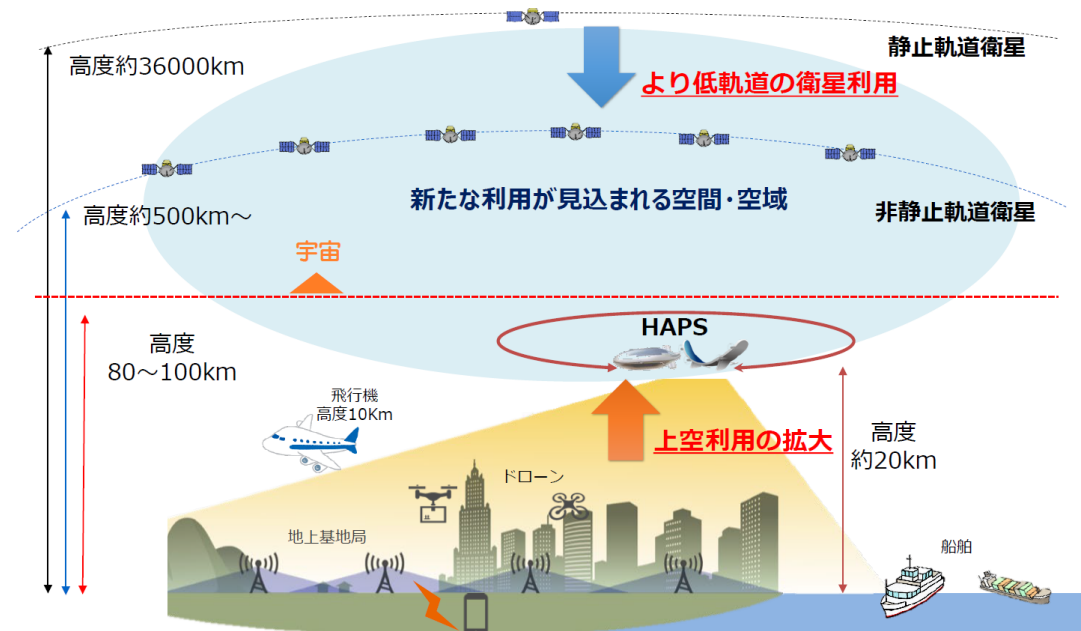 静止軌道衛星
高度約36000km
より低軌道の衛星利用
新たな利用が見込まれる空間・空域
高度約500km～
非静止軌道衛星
宇宙
HAPS
高度
80～100km
飛行機
高度10Km
上空利用の拡大
高度
約20km
ドローン
地上基地局
船舶